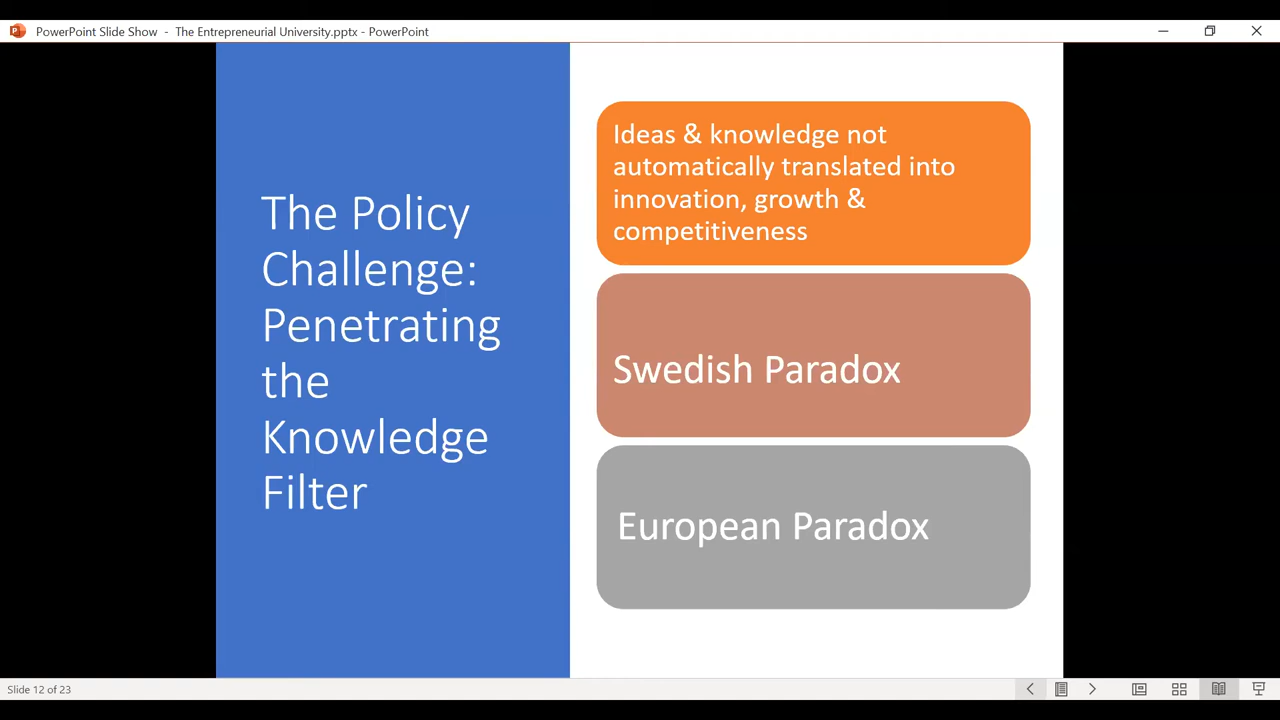 PowerPoint Slide Show - The Entrepreneurial University.pptx - PowerPoint
The Policy
Challenge:
Penetrating
the
Knowledge
Filter
Ideas & knowledge not
automatically translated into
innovation, growth &
competitiveness
Swedish Paradox
European Paradox
Slide 12 of 23